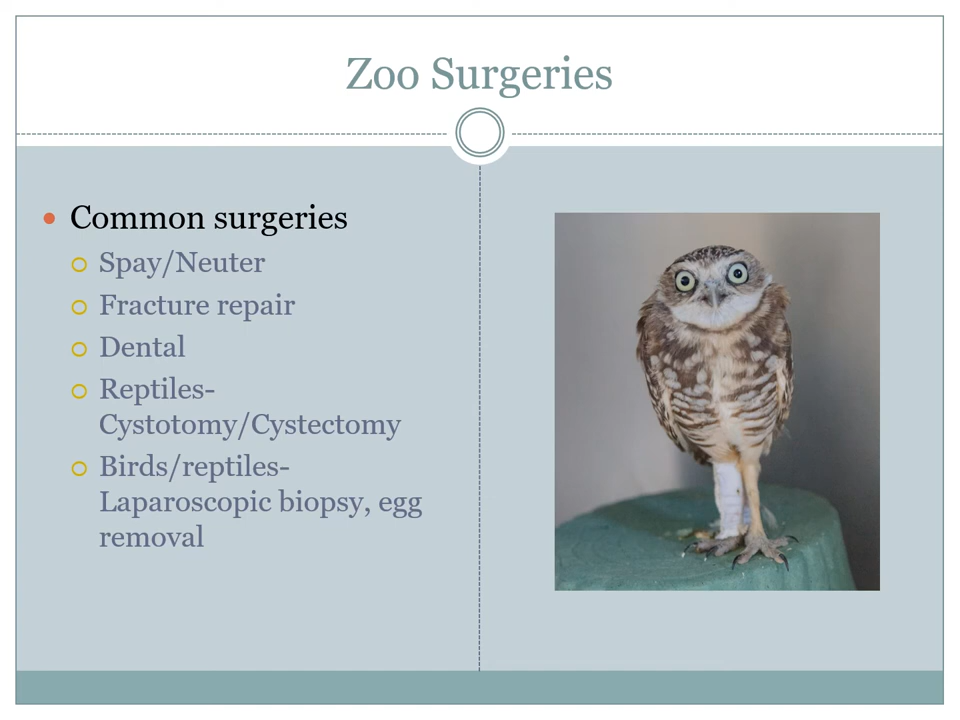 Zoo Surgeries
Common surgeries
Spay/Neuter
Fracture repair
Dental
Reptiles-
Cystotomy/Cystectomy
Birds/reptiles-
Laparoscopic biopsy, egg
removal